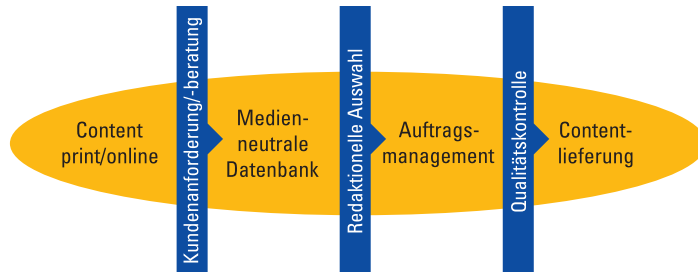 Content
print/online
Kundenanforderung/-beratung
Medien-
neutrale
Datenbank
Redaktionelle Auswahl
Auftrags-
management
Qualitätskontrolle
Content-
lieferung